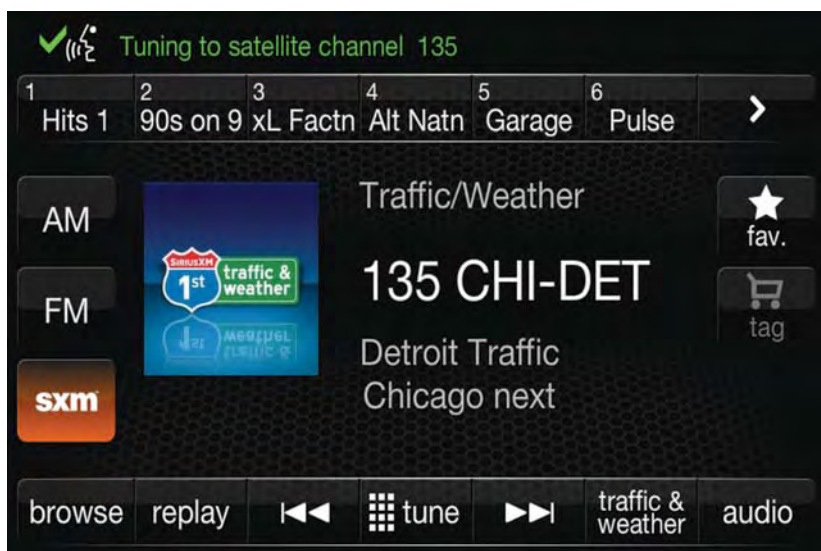 Tuning to satellite channel 135
1 Hits 1
2 90s on 9
3 xL Factn
4 Alt Natn
5 Garage
6 Pulse
AM
FM
sxm
SIRIUSXM
1st
traffic &
weather
Traffic/Weather
135 CHI-DET
Detroit Traffic
Chicago next
fav.
tag
browse
replay
tune
traffic &
weather
audio